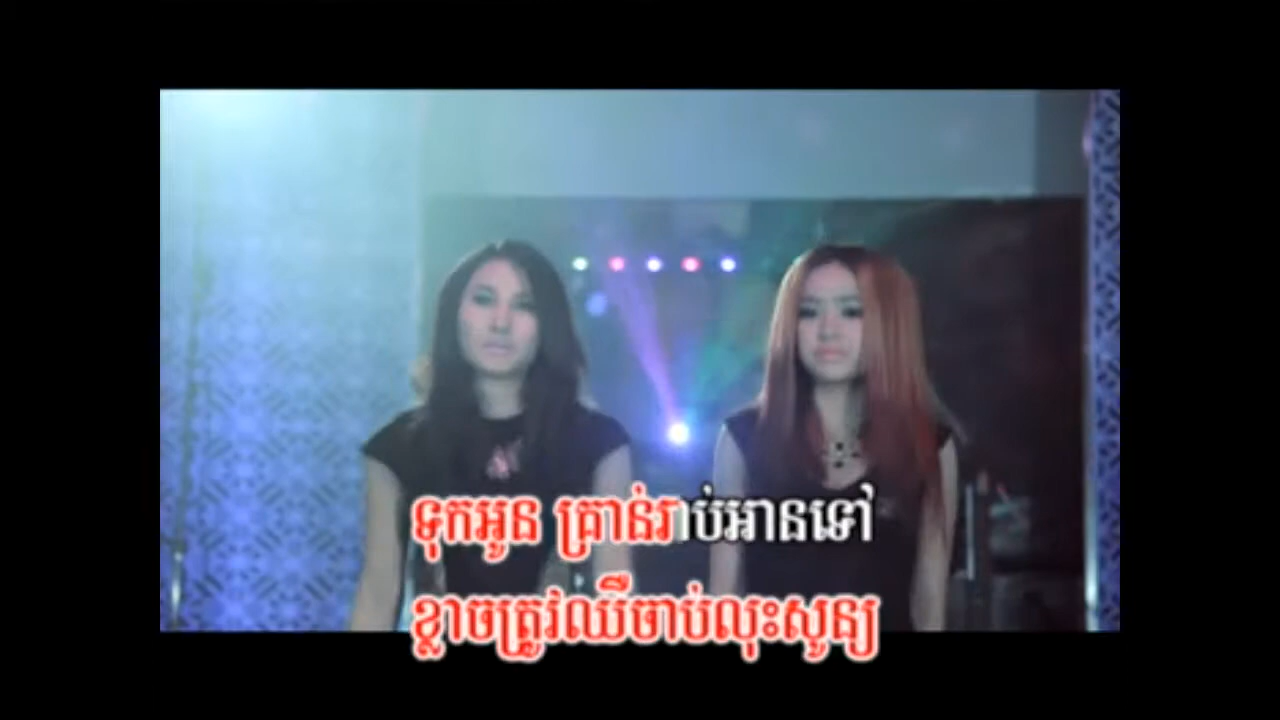 ទុកអូន គ្រាន់រាប់អានទៅ
ខ្លាចត្រូវឈឺចាប់លុះសូន្យ